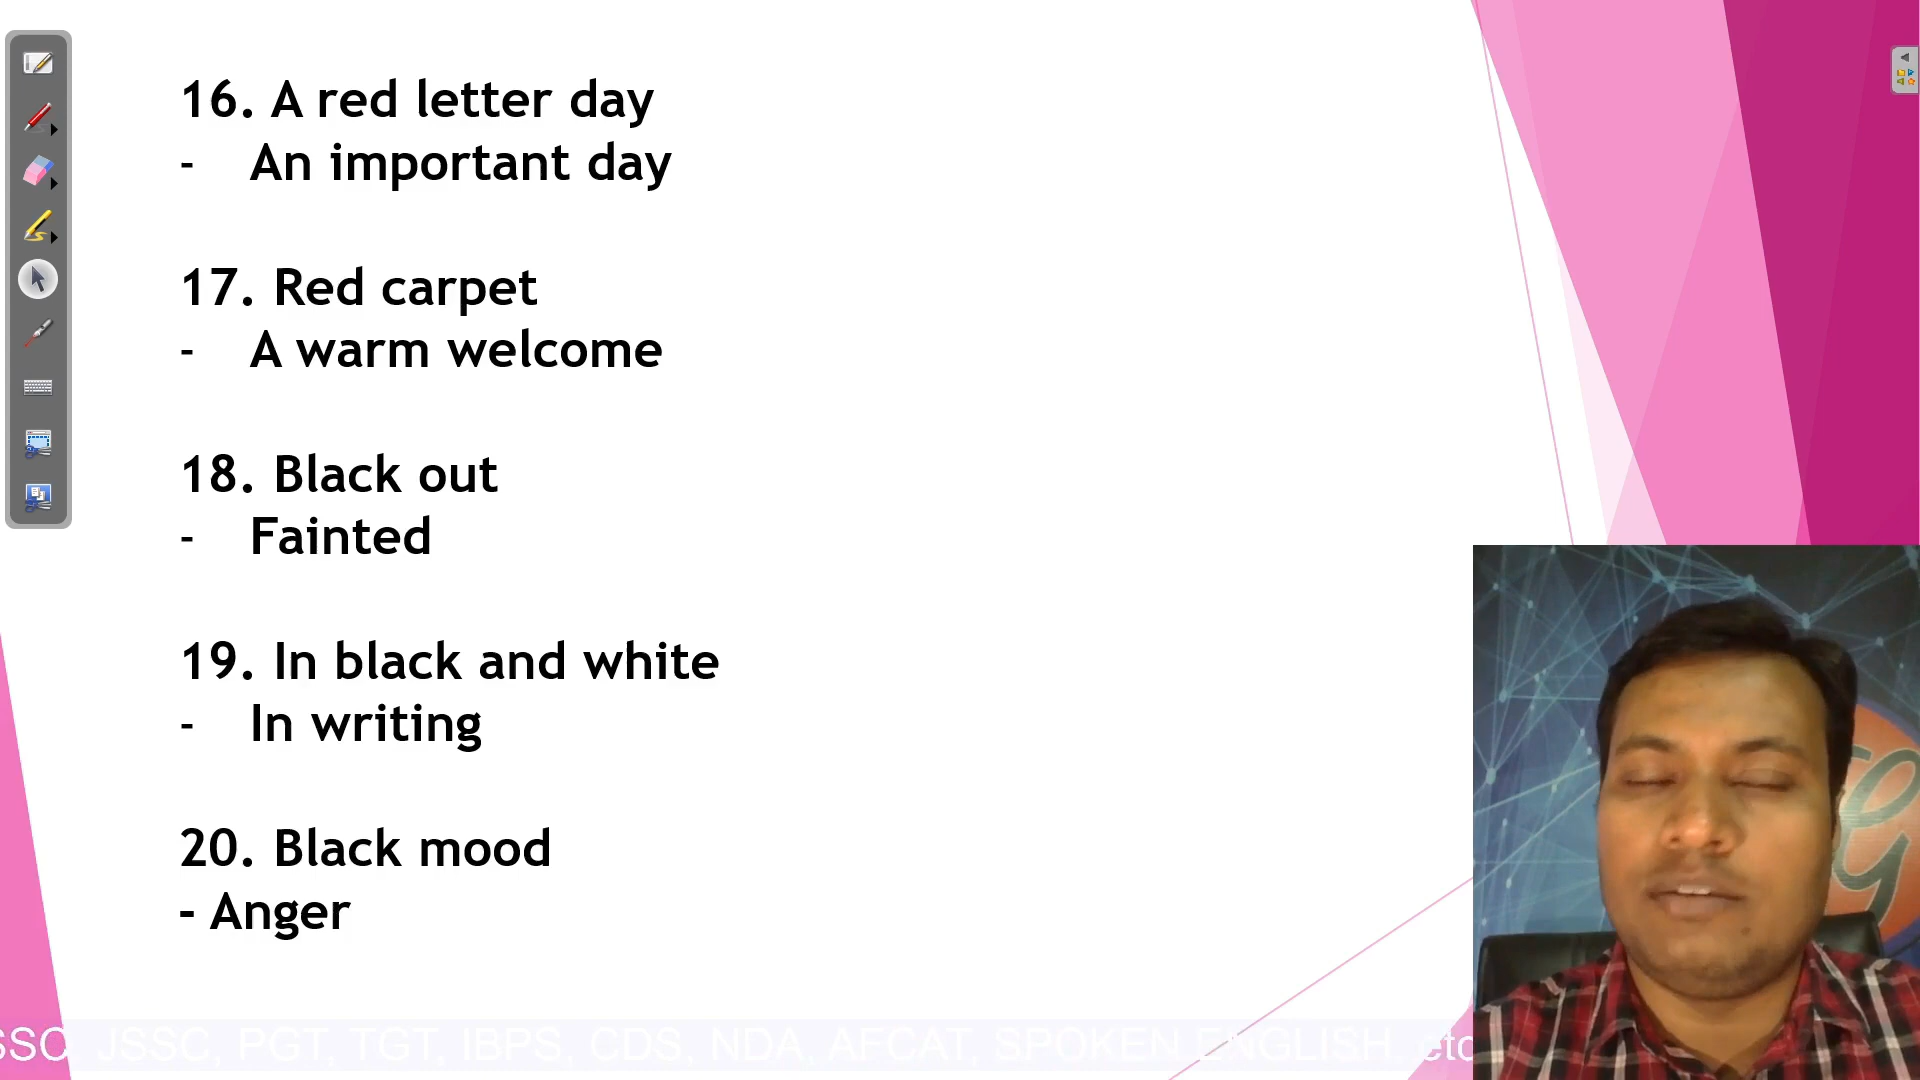 16. A red letter day
- An important day
17. Red carpet
- A warm welcome
18. Black out
- Fainted
19. In black and white
- In writing
20. Black mood
- Anger
SSC, JSSC, PGT, TGT, IBPS, CDS, NDA, AFCAT, SPOKEN ENGLISH, etc